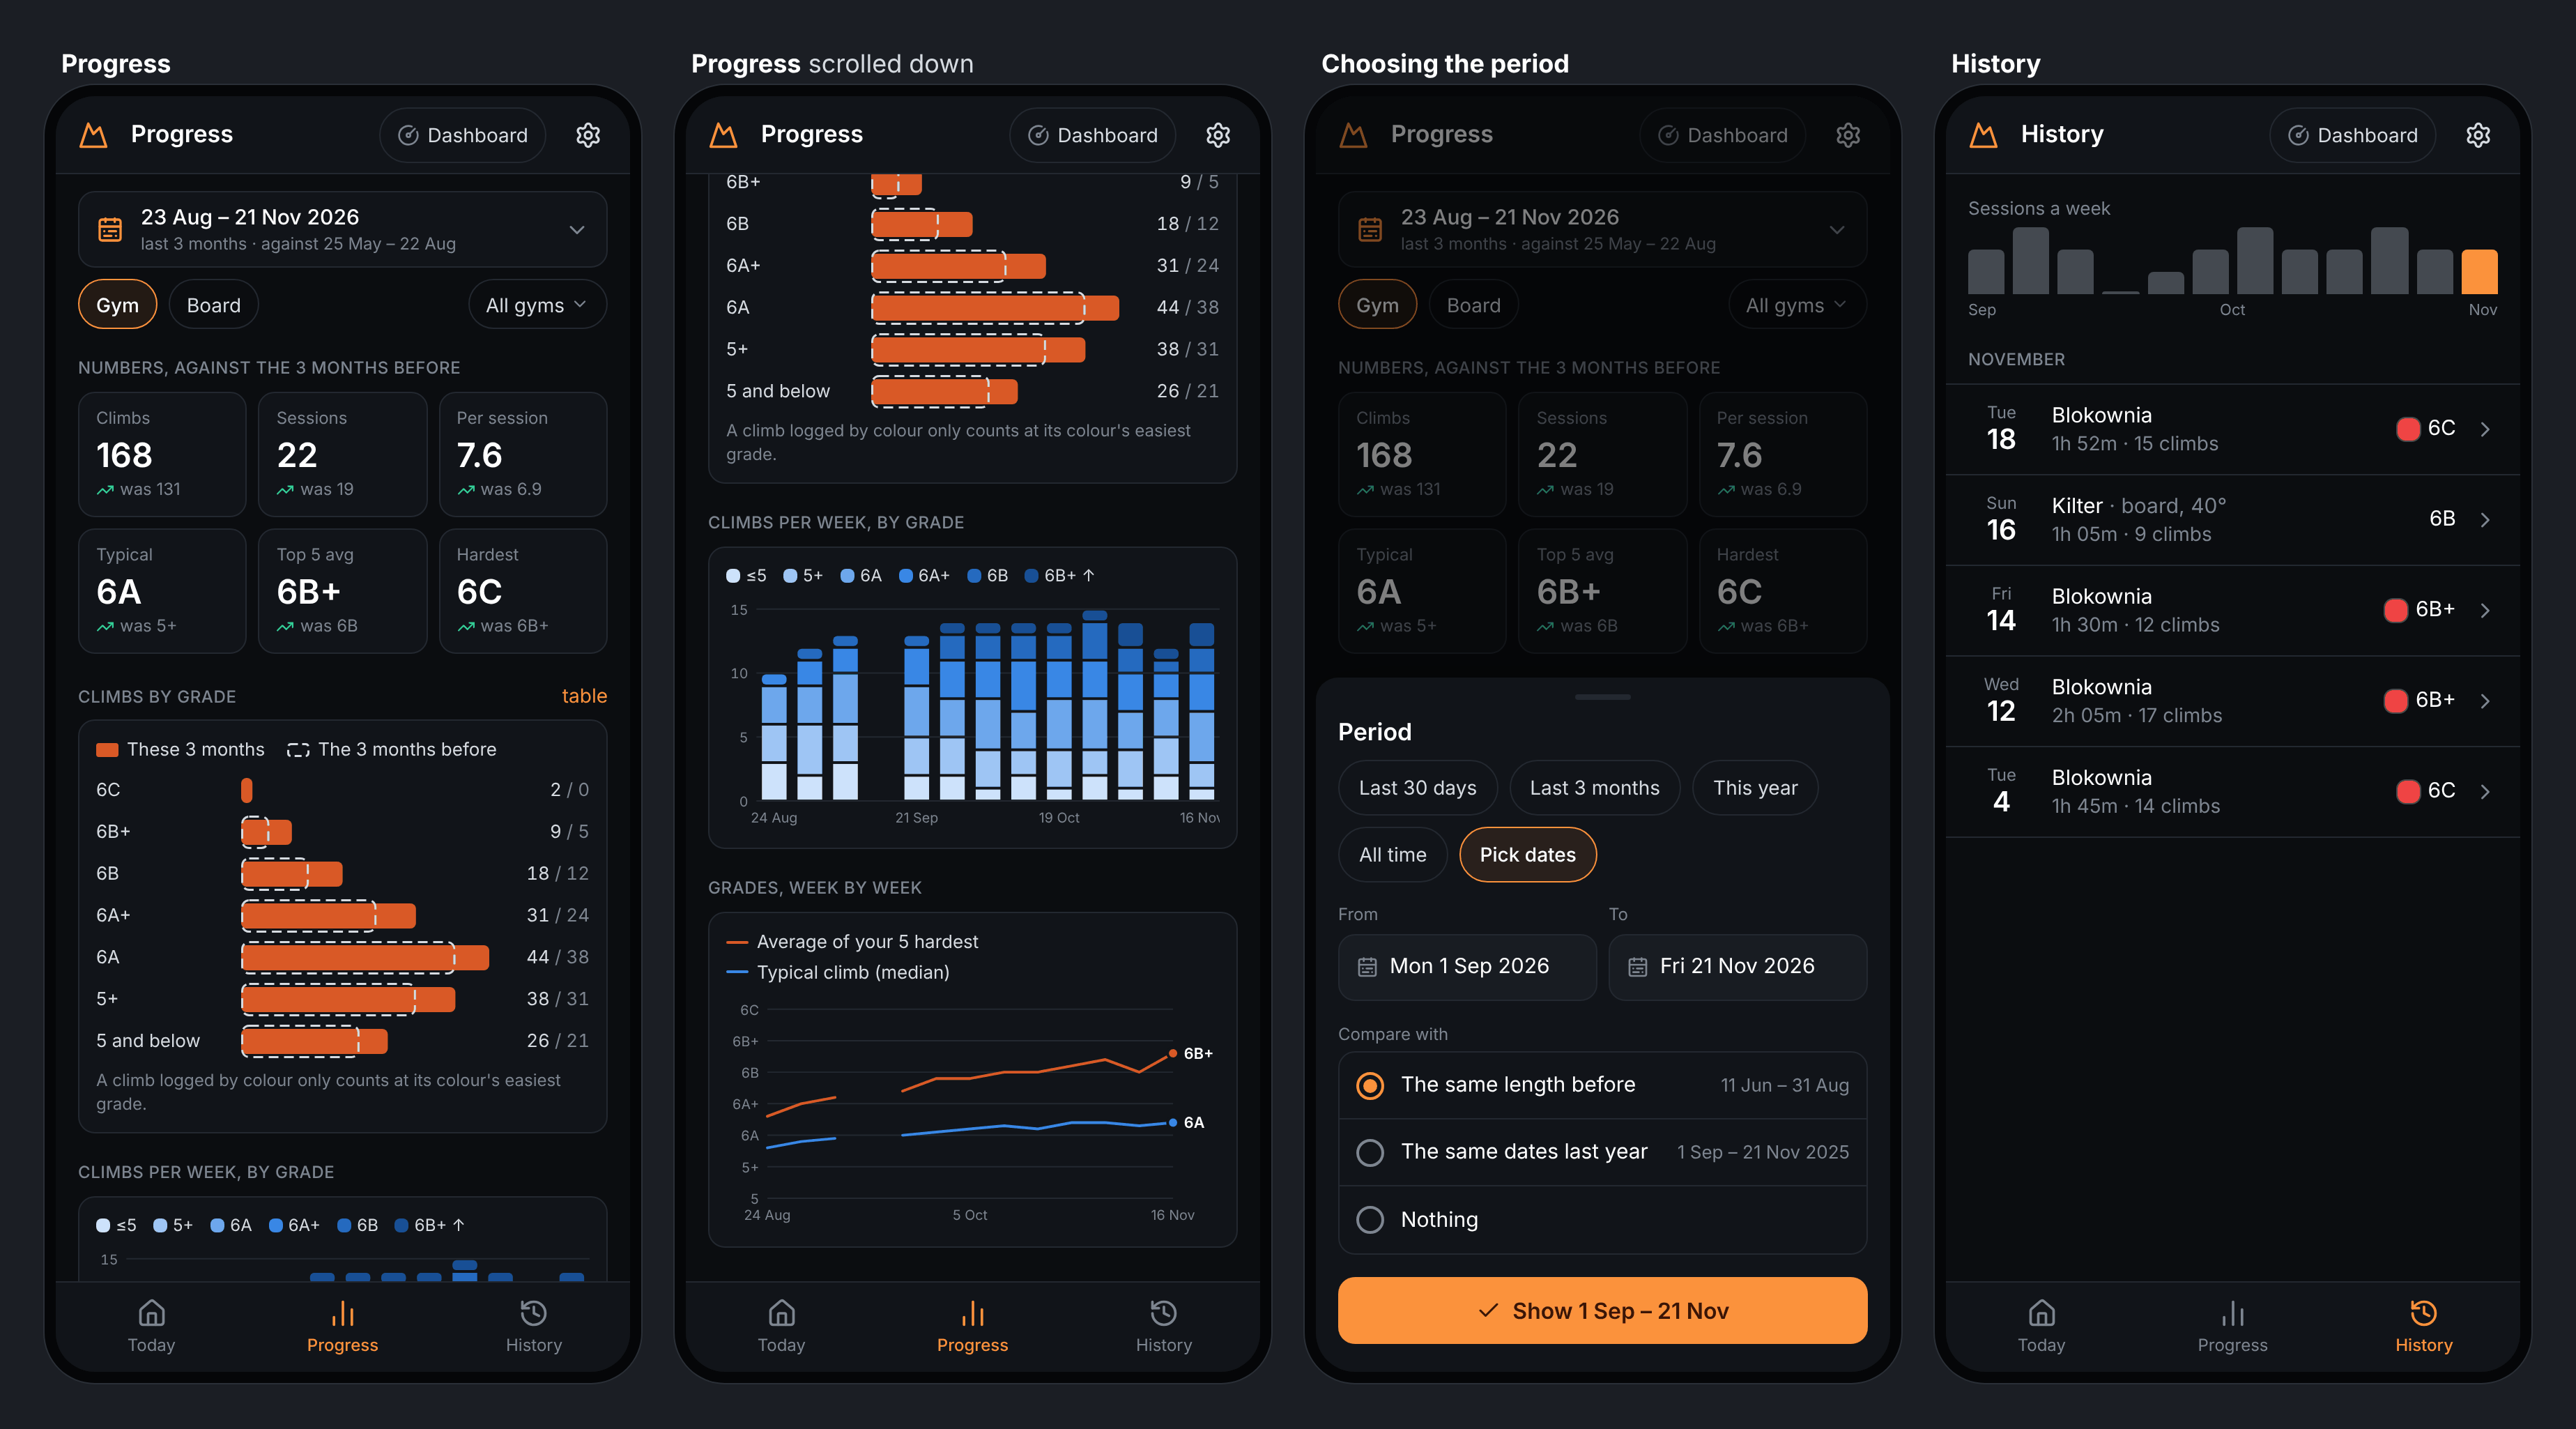 Progress
Progress
Dashboard
23 Aug – 21 Nov 2026
last 3 months · against 25 May – 22 Aug
Gym
Board
All gyms
NUMBERS, AGAINST THE 3 MONTHS BEFORE
Climbs
168
was 131
Sessions
22
was 19
Per session
7.6
was 6.9
Typical
6A
was 5+
Top 5 avg
6B+
was 6B
Hardest
6C
was 6B+
CLIMBS BY GRADE
table
These 3 months
The 3 months before
6C
2 / 0
6B+
9 / 5
6B
18 / 12
6A+
31 / 24
6A
44 / 38
5+
38 / 31
5 and below
26 / 21
A climb logged by colour only counts at its colour's easiest
grade.
CLIMBS PER WEEK, BY GRADE
≤5
5+
6A
6A+
6B
6B+ ↑
15
Today
Progress
History
Progress scrolled down
Progress
Dashboard
6B+
9 / 5
6B
18 / 12
6A+
31 / 24
6A
44 / 38
5+
38 / 31
5 and below
26 / 21
A climb logged by colour only counts at its colour's easiest
grade.
CLIMBS PER WEEK, BY GRADE
≤5
5+
6A
6A+
6B
6B+ ↑
15
10
5
0
24 Aug
21 Sep
19 Oct
16 Nov
GRADES, WEEK BY WEEK
Average of your 5 hardest
Typical climb (median)
6C
6B+
6B
6A+
6A
5+
5
6B+
6A
24 Aug
5 Oct
16 Nov
Today
Progress
History
Choosing the period
Progress
Dashboard
23 Aug – 21 Nov 2026
last 3 months · against 25 May – 22 Aug
Gym
Board
All gyms
NUMBERS, AGAINST THE 3 MONTHS BEFORE
Climbs
168
was 131
Sessions
22
was 19
Per session
7.6
was 6.9
Typical
6A
was 5+
Top 5 avg
6B+
was 6B
Hardest
6C
was 6B+
Period
Last 30 days
Last 3 months
This year
All time
Pick dates
From
To
Mon 1 Sep 2026
Fri 21 Nov 2026
Compare with
The same length before
11 Jun – 31 Aug
The same dates last year
1 Sep – 21 Nov 2025
Nothing
Show 1 Sep – 21 Nov
History
History
Dashboard
Sessions a week
Sep
Oct
Nov
NOVEMBER
Tue
18
Blokownia
1h 52m · 15 climbs
6C
Sun
16
Kilter · board, 40°
1h 05m · 9 climbs
6B
Fri
14
Blokownia
1h 30m · 12 climbs
6B+
Wed
12
Blokownia
2h 05m · 17 climbs
6B+
Tue
4
Blokownia
1h 45m · 14 climbs
6C
Today
Progress
History